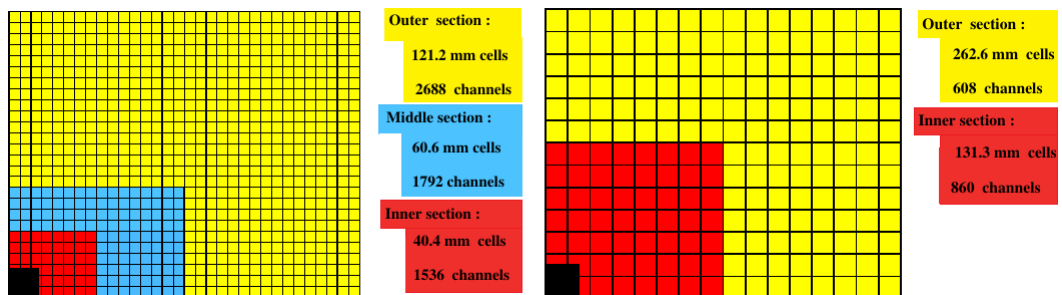 Outer section :
121.2 mm cells
2688 channels
Middle section :
60.6 mm cells
1792 channels
Inner section :
40.4 mm cells
1536 channels
Outer section :
262.6 mm cells
608 channels
Inner section :
131.3 mm cells
860 channels